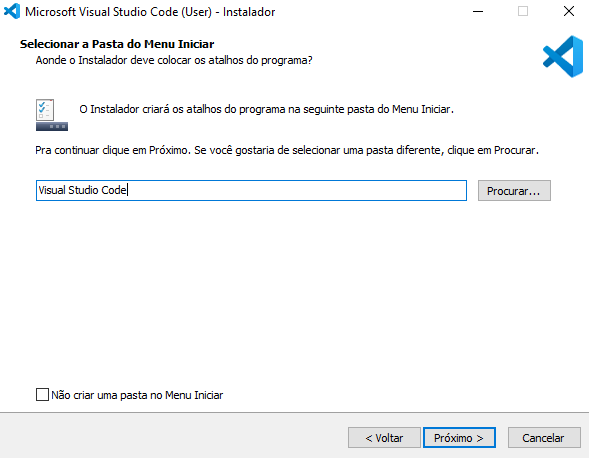 Microsoft Visual Studio Code (User) - Instalador
Selecionar a Pasta do Menu Iniciar
Aonde o Instalador deve colocar os atalhos do programa?
O Instalador criará os atalhos do programa na seguinte pasta do Menu Iniciar.
Pra continuar clique em Próximo. Se você gostaria de selecionar uma pasta diferente, clique em Procurar.
Visual Studio Code
Procurar...
Não criar uma pasta no Menu Iniciar
< Voltar
Próximo >
Cancelar